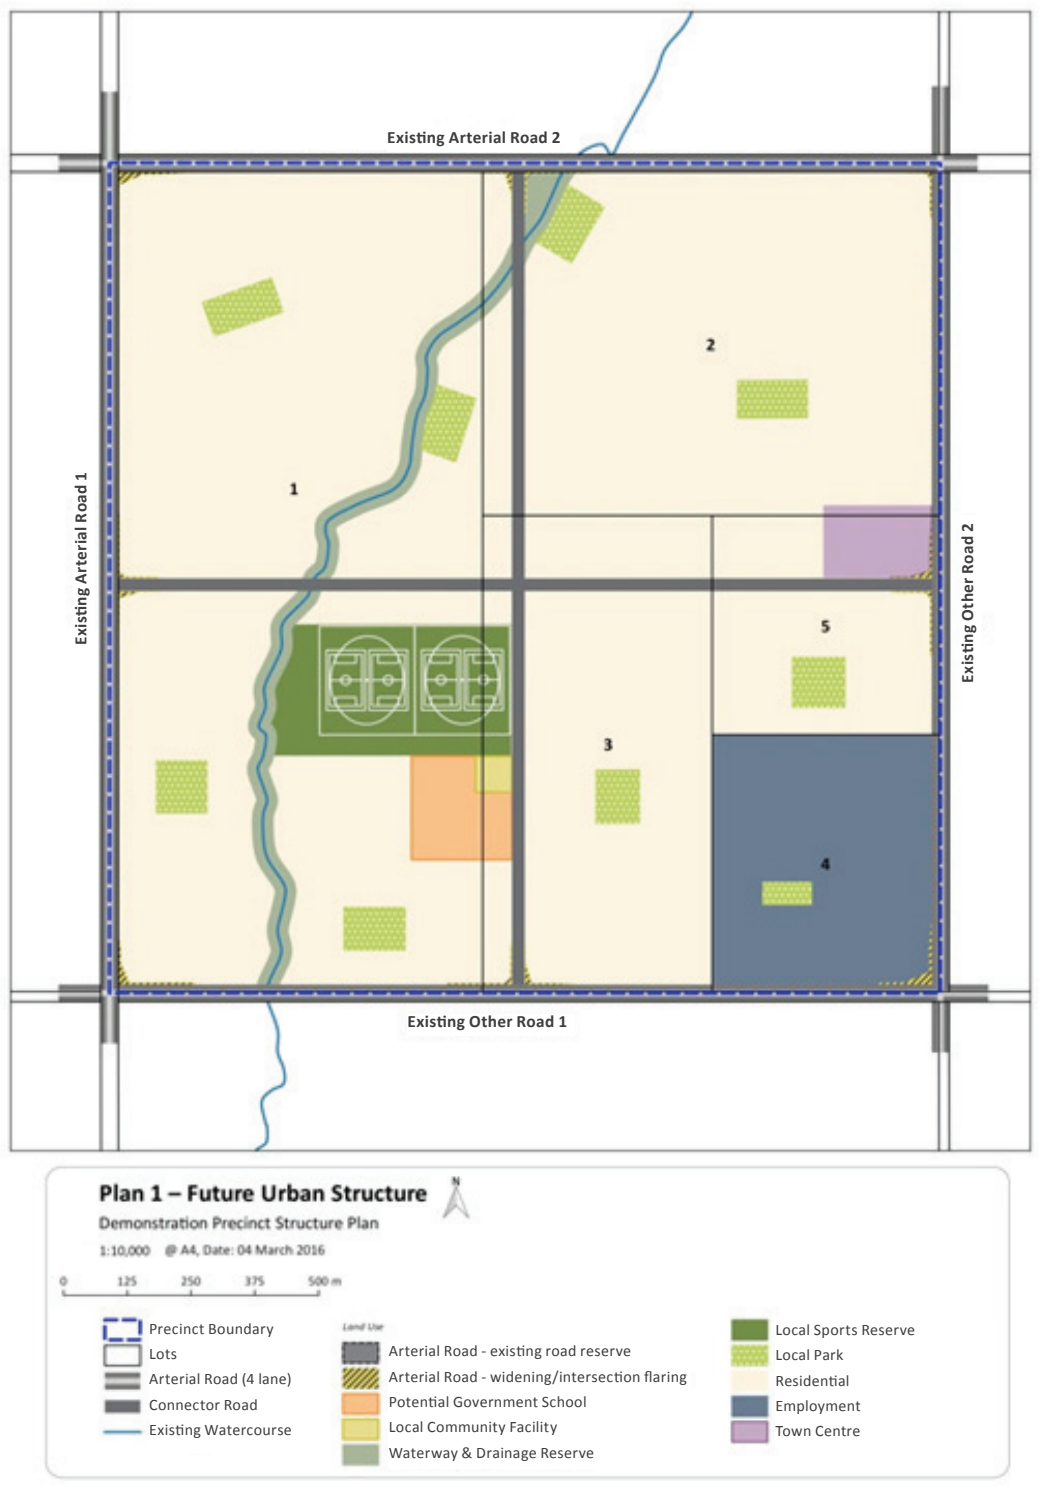 Existing Arterial Road 2
2
1
Existing Arterial Road 1
Existing Other Road 2
5
3
4
Existing Other Road 1
Plan 1 – Future Urban Structure
N
Demonstration Precinct Structure Plan
1:10,000 @ A4, Date: 04 March 2016
0 125 250 375 500 m
Precinct Boundary
Lots
Arterial Road (4 lane)
Connector Road
Existing Watercourse
Land Use
Arterial Road - existing road reserve
Arterial Road - widening/intersection flaring
Potential Government School
Local Community Facility
Waterway & Drainage Reserve
Local Sports Reserve
Local Park
Residential
Employment
Town Centre